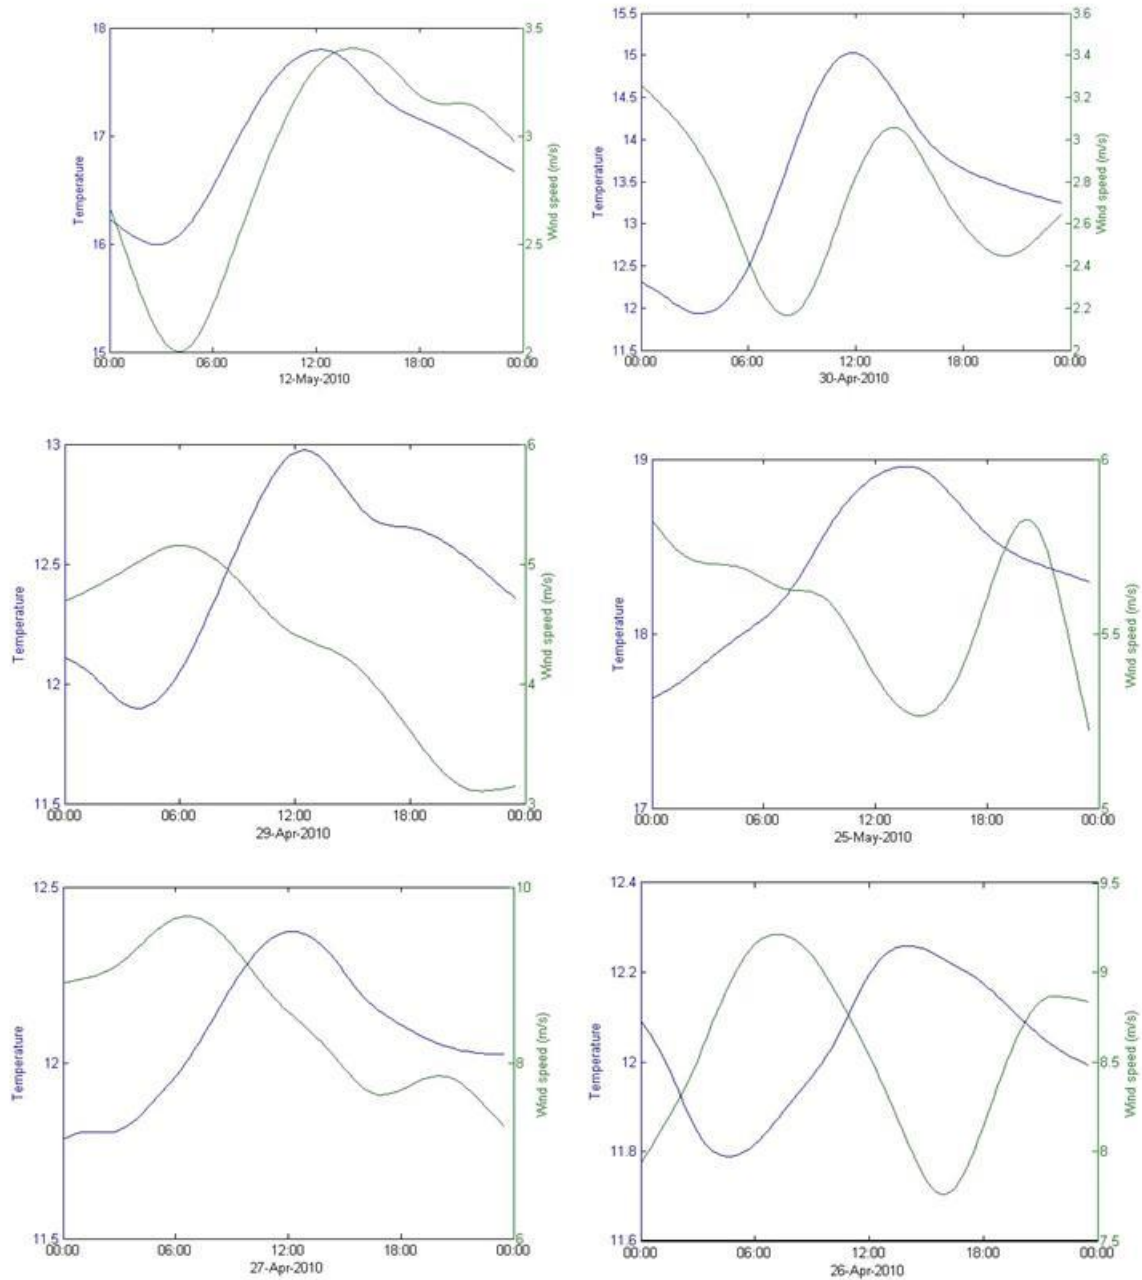 18
17
16
15
Temperature
3.5
3
2.5
2
Wind speed (m/s)
00:00 06:00 12:00 18:00 00:00
12-May-2010
15.5
15
14.5
14
13.5
13
12.5
12
11.5
Temperature
3.6
3.4
3.2
3
2.8
2.6
2.4
2.2
2
Wind speed (m/s)
00:00 06:00 12:00 18:00 00:00
30-Apr-2010
13
12.5
12
11.5
Temperature
6
5
4
3
Wind speed (m/s)
00:00 06:00 12:00 18:00 00:00
29-Apr-2010
19
18
17
Temperature
6
5.5
5
Wind speed (m/s)
00:00 06:00 12:00 18:00 00:00
25-May-2010
12.5
12
11.5
Temperature
10
8
6
Wind speed (m/s)
00:00 06:00 12:00 18:00 00:00
27-Apr-2010
12.4
12.2
12
11.8
11.6
Temperature
9.5
9
8.5
8
7.5
Wind speed (m/s)
00:00 06:00 12:00 18:00 00:00
26-Apr-2010